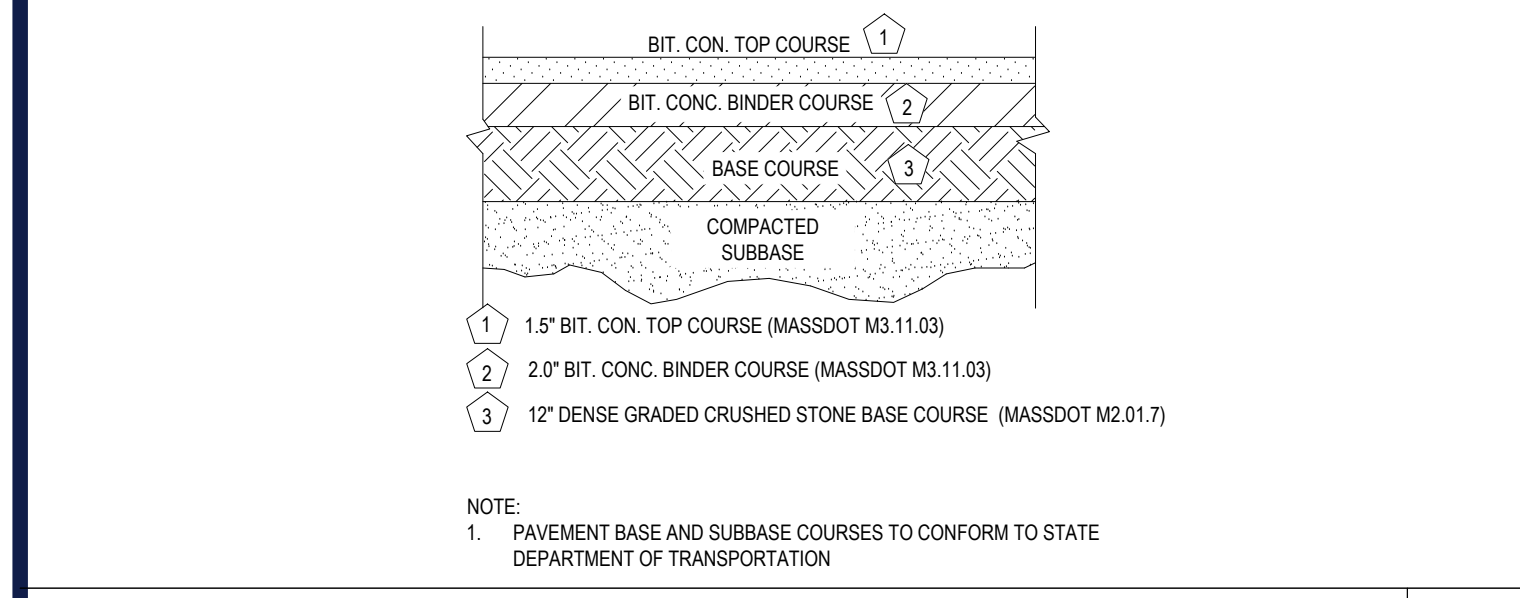 BIT. CON. TOP COURSE 1
BIT. CONC. BINDER COURSE 2
BASE COURSE 3
COMPACTED
SUBBASE
1 1.5" BIT. CON. TOP COURSE (MASSDOT M3.11.03)
2 2.0" BIT. CONC. BINDER COURSE (MASSDOT M3.11.03)
3 12" DENSE GRADED CRUSHED STONE BASE COURSE (MASSDOT M2.01.7)
NOTE:
1. PAVEMENT BASE AND SUBBASE COURSES TO CONFORM TO STATE
DEPARTMENT OF TRANSPORTATION